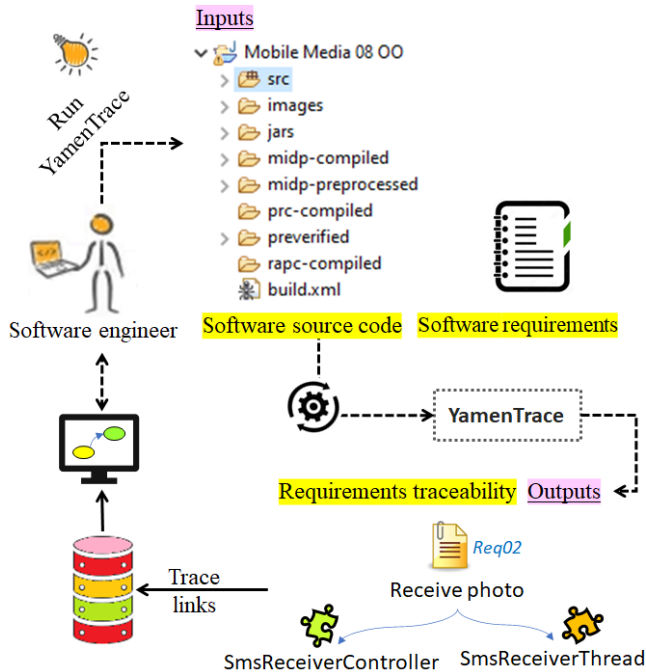 Inputs
Mobile Media 08 OO
src
images
jars
midp-compiled
midp-preprocessed
prc-compiled
preverified
rapc-compiled
build.xml
Run
YamenTrace
Software engineer
Software source code
Software requirements
YamenTrace
Requirements traceability Outputs
Req02
Receive photo
Trace
links
SmsReceiverController
SmsReceiverThread